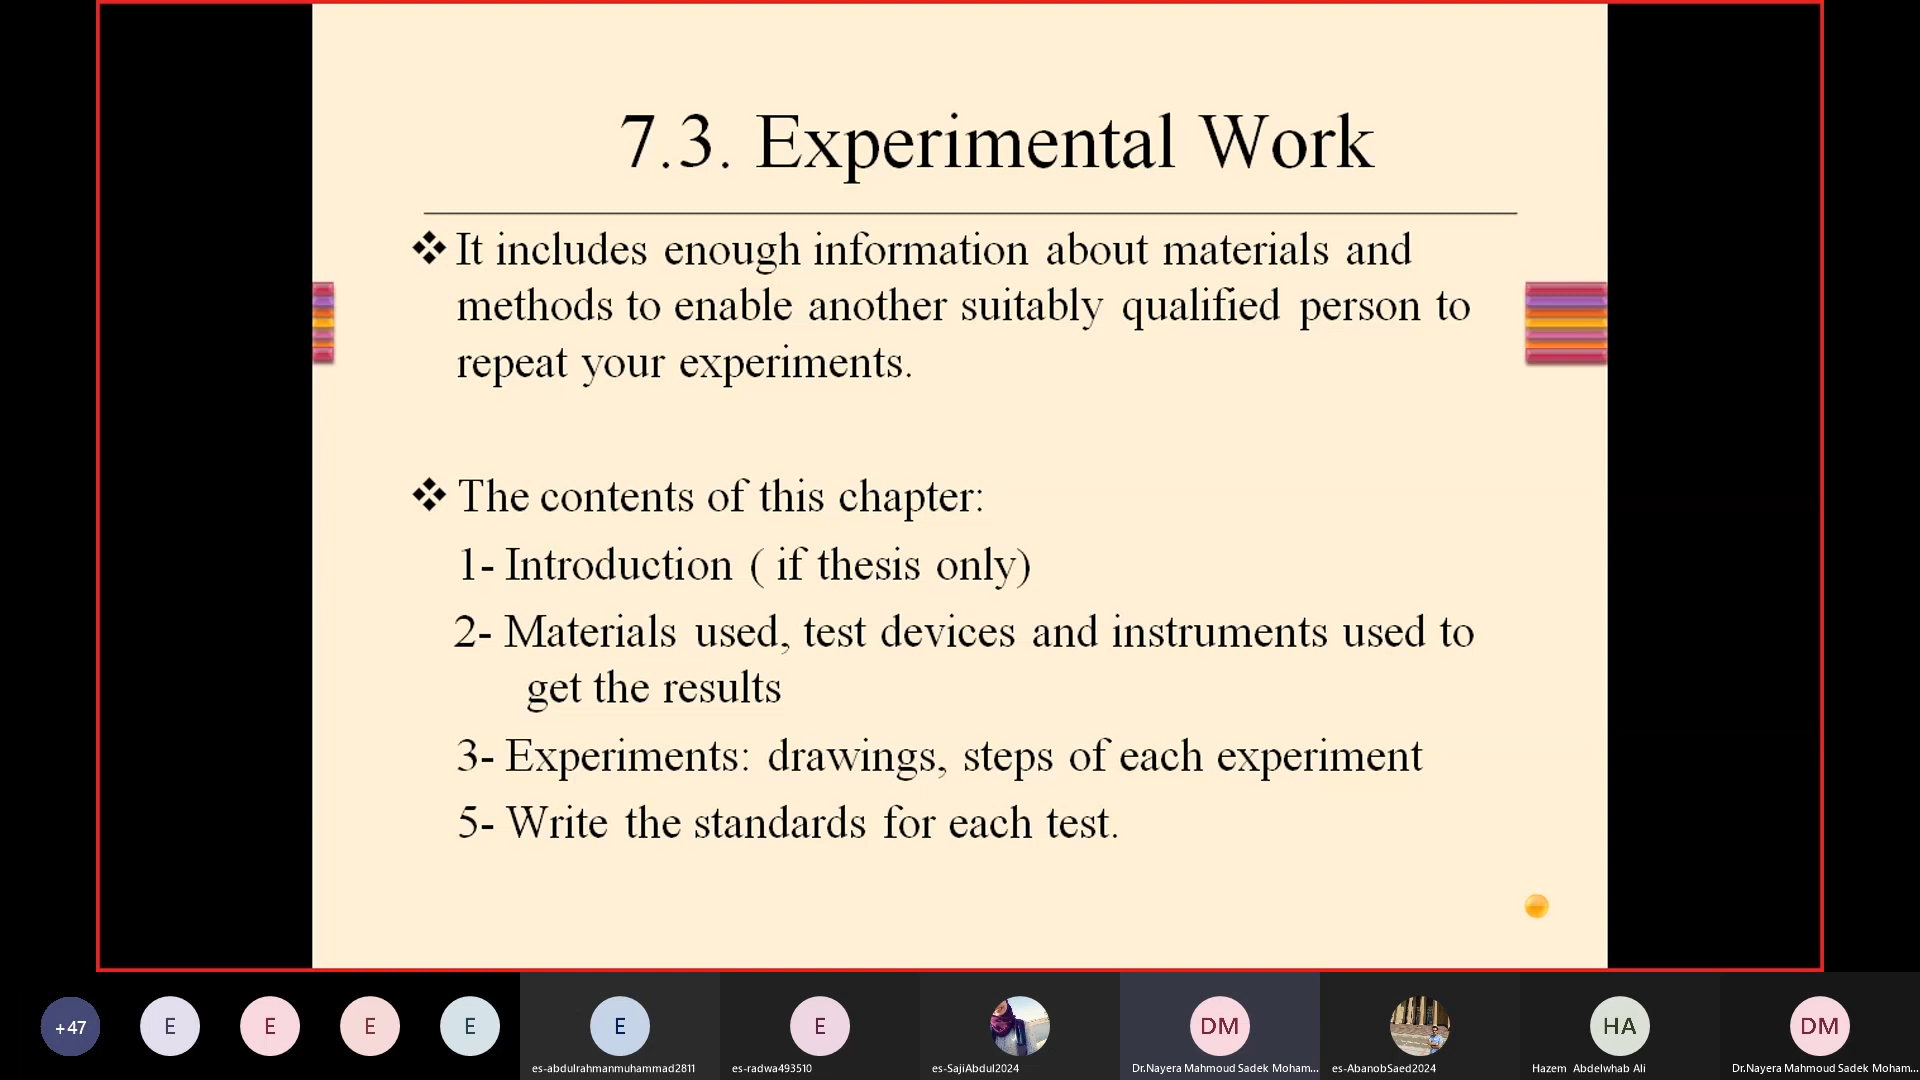 7.3. Experimental Work
❖ It includes enough information about materials and
methods to enable another suitably qualified person to
repeat your experiments.
❖ The contents of this chapter:
1- Introduction ( if thesis only)
2- Materials used, test devices and instruments used to
get the results
3- Experiments: drawings, steps of each experiment
5- Write the standards for each test.
+47
E
E
E
E
E
E
DM
HA
DM
es-abdulrahmanmuhammad2811
es-radwa493510
es-SajiAbdul2024
Dr.Nayera Mahmoud Sadek Moham...
es-AbanobSaed2024
Hazem Abdelwhab Ali
Dr.Nayera Mahmoud Sadek Moham...